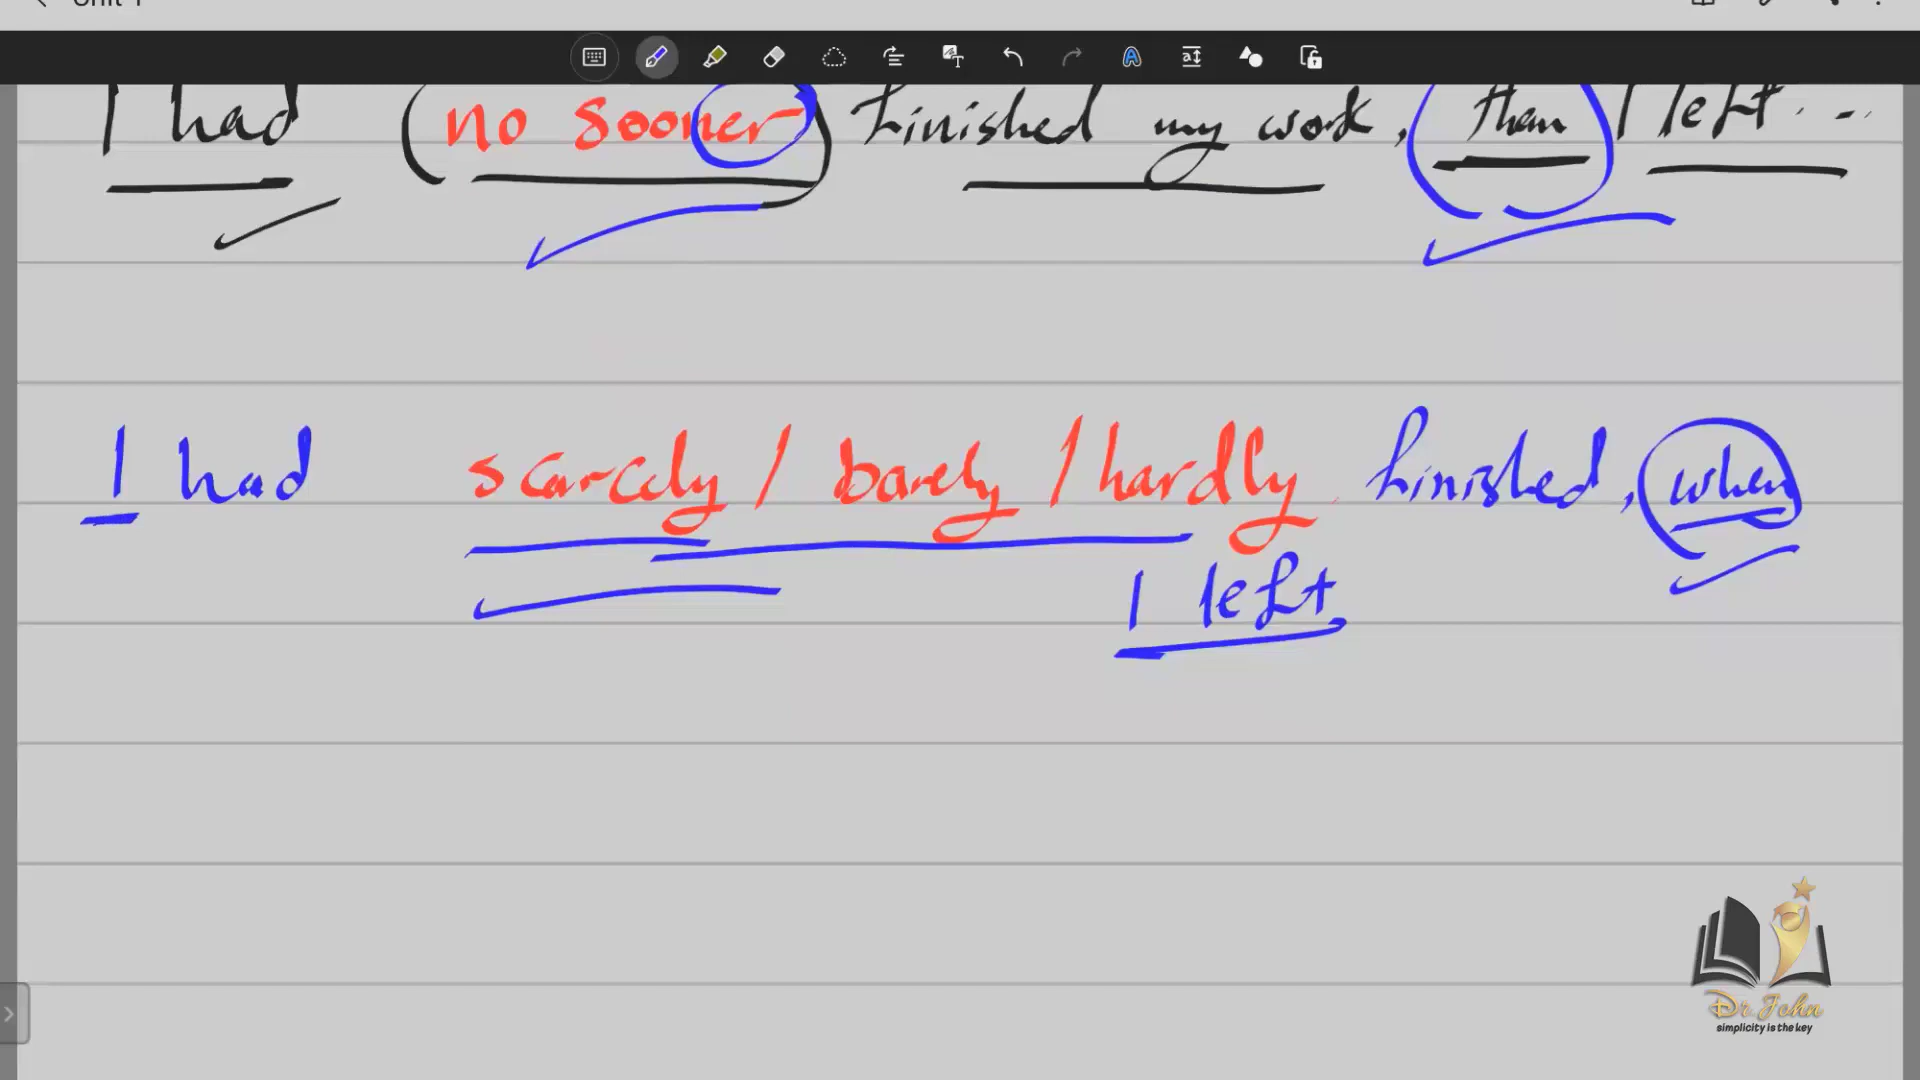 I had (no sooner) finished my work, than I left...
I had scarcely / barely / hardly finished, when
I left.
Dr John
simplicity is the key